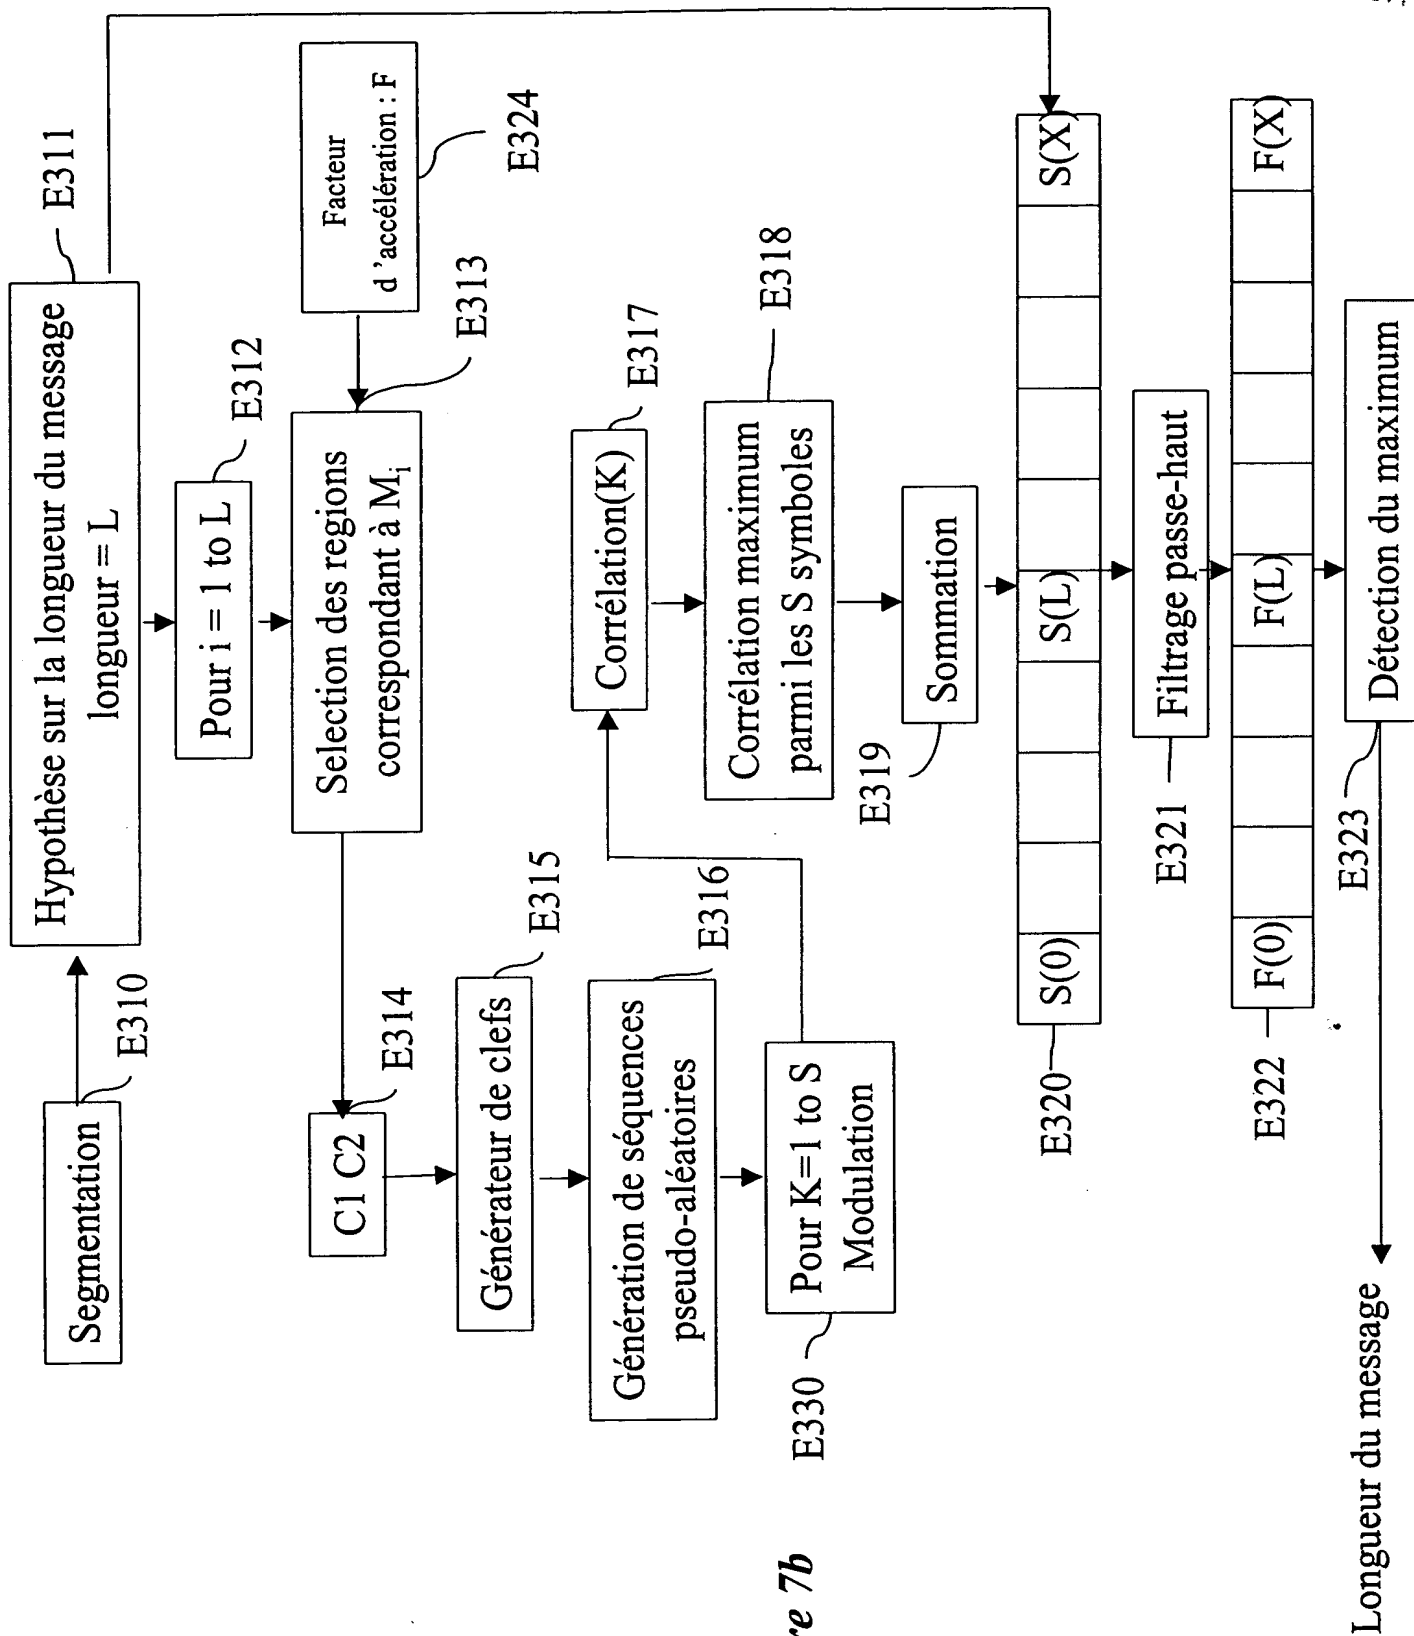 Segmentation
E310
Hypothèse sur la longueur du message
longueur = L
E311
Pour i = 1 to L
E312
Facteur
d 'accélération : F
E324
Selection des regions
correspondant à Mi
E313
C1 C2
E314
Générateur de clefs
E315
Génération de séquences
pseudo-aléatoires
E316
Pour K=1 to S
Modulation
E330
Corrélation(K)
E317
Corrélation maximum
parmi les S symboles
E318
Sommation
E319
S(0)
S(L)
S(X)
E320
Filtrage passe-haut
E321
F(0)
F(L)
F(X)
E322
Détection du maximum
E323
Longueur du message
re 7b